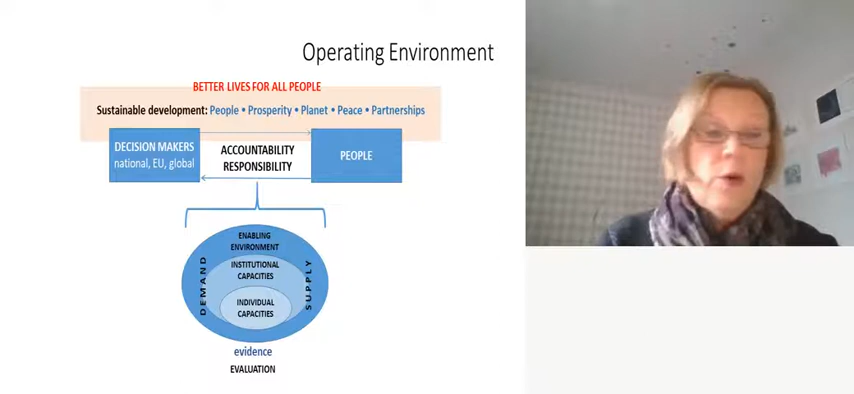 Operating Environment
BETTER LIVES FOR ALL PEOPLE
Sustainable development: People • Prosperity • Planet • Peace • Partnerships
DECISION MAKERS
national, EU, global
ACCOUNTABILITY
RESPONSIBILITY
PEOPLE
ENABLING
ENVIRONMENT
INSTITUTIONAL
CAPACITIES
DEMAND
SUPPLY
INDIVIDUAL
CAPACITIES
evidence
EVALUATION